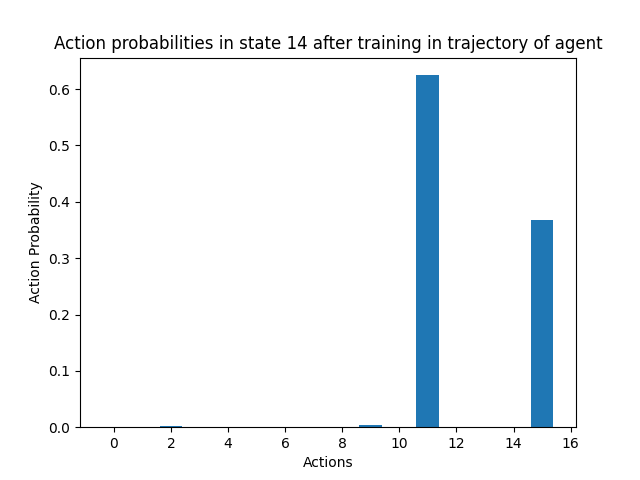 Action probabilities in state 14 after training in trajectory of agent
0.6
0.5
0.4
0.3
0.2
0.1
0.0
Action Probability
0 2 4 6 8 10 12 14 16
Actions